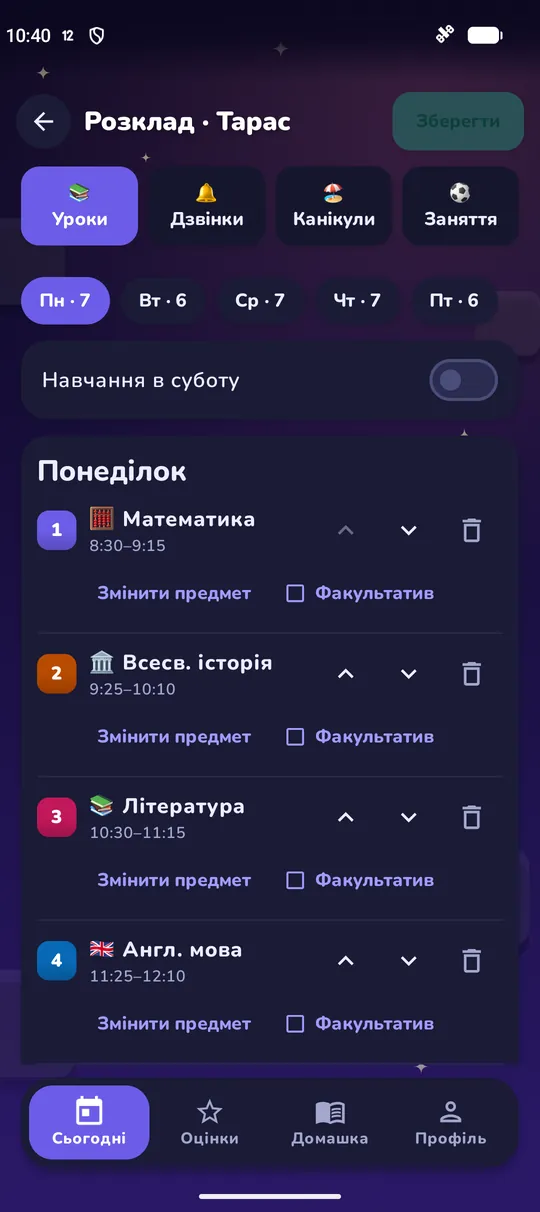 10:40 12
Розклад · Тарас
Зберегти
Уроки
Дзвінки
Канікули
Заняття
Пн · 7
Вт · 6
Ср · 7
Чт · 7
Пт · 6
Навчання в суботу
Понеділок
1 Математика
8:30–9:15
Змінити предмет Факультатив
2 Всесв. історія
9:25–10:10
Змінити предмет Факультатив
3 Література
10:30–11:15
Змінити предмет Факультатив
4 Англ. мова
11:25–12:10
Змінити предмет Факультатив
Сьогодні
Оцінки
Домашка
Профіль